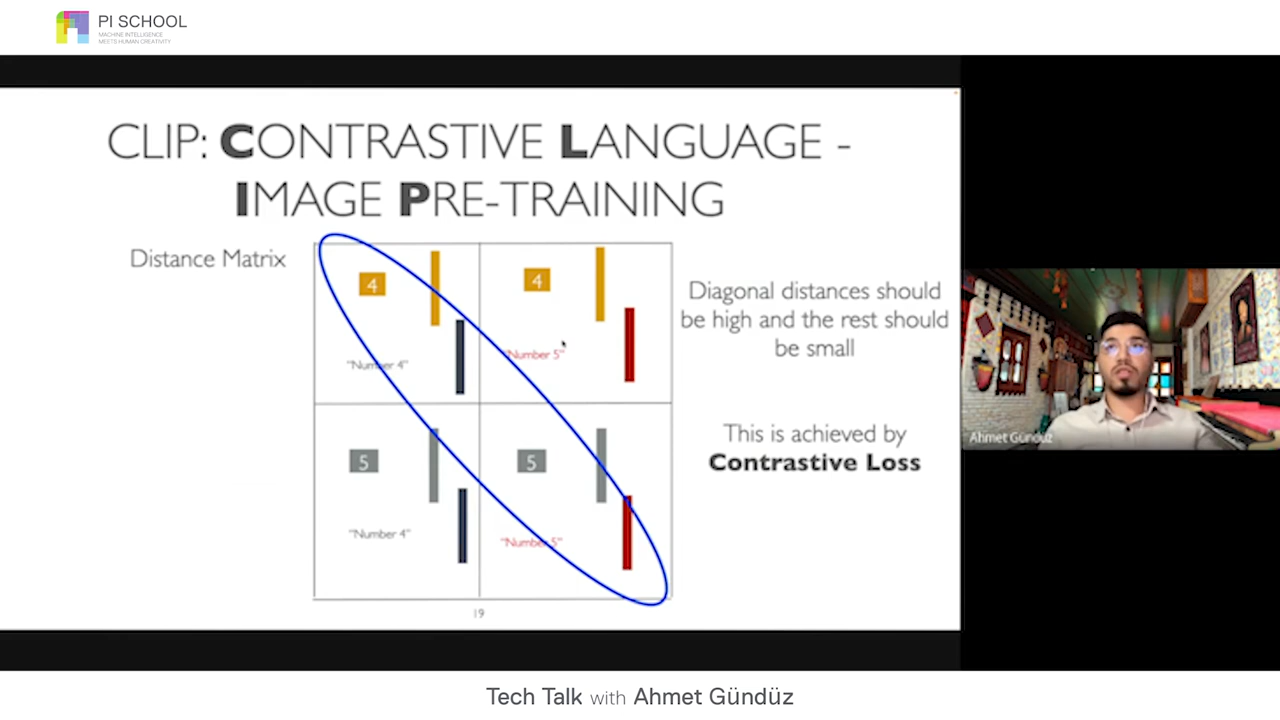 PI SCHOOL
MACHINE INTELLIGENCE
MEETS HUMAN CREATIVITY
CLIP: CONTRASTIVE LANGUAGE -
IMAGE PRE-TRAINING
Distance Matrix
4
"Number 4"
4
"Number 5"
5
"Number 4"
5
"Number 5"
Diagonal distances should
be high and the rest should
be small
This is achieved by
Contrastive Loss
19
Ahmet Gündüz
Tech Talk with Ahmet Gündüz